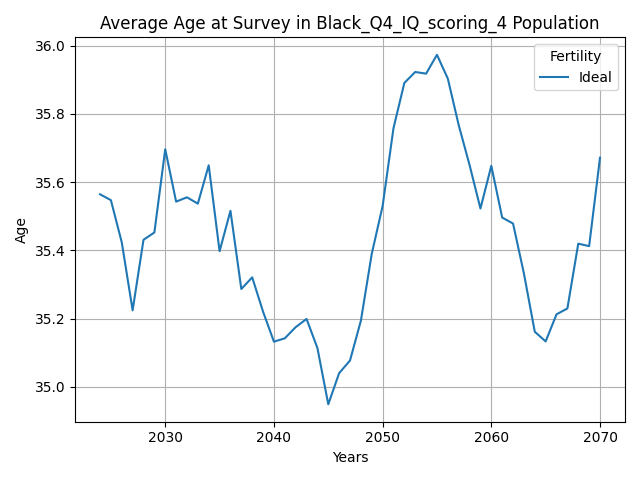 Average Age at Survey in Black_Q4_IQ_scoring_4 Population
Fertility
Ideal
36.0
35.8
35.6
35.4
35.2
35.0
Age
2030 2040 2050 2060 2070
Years